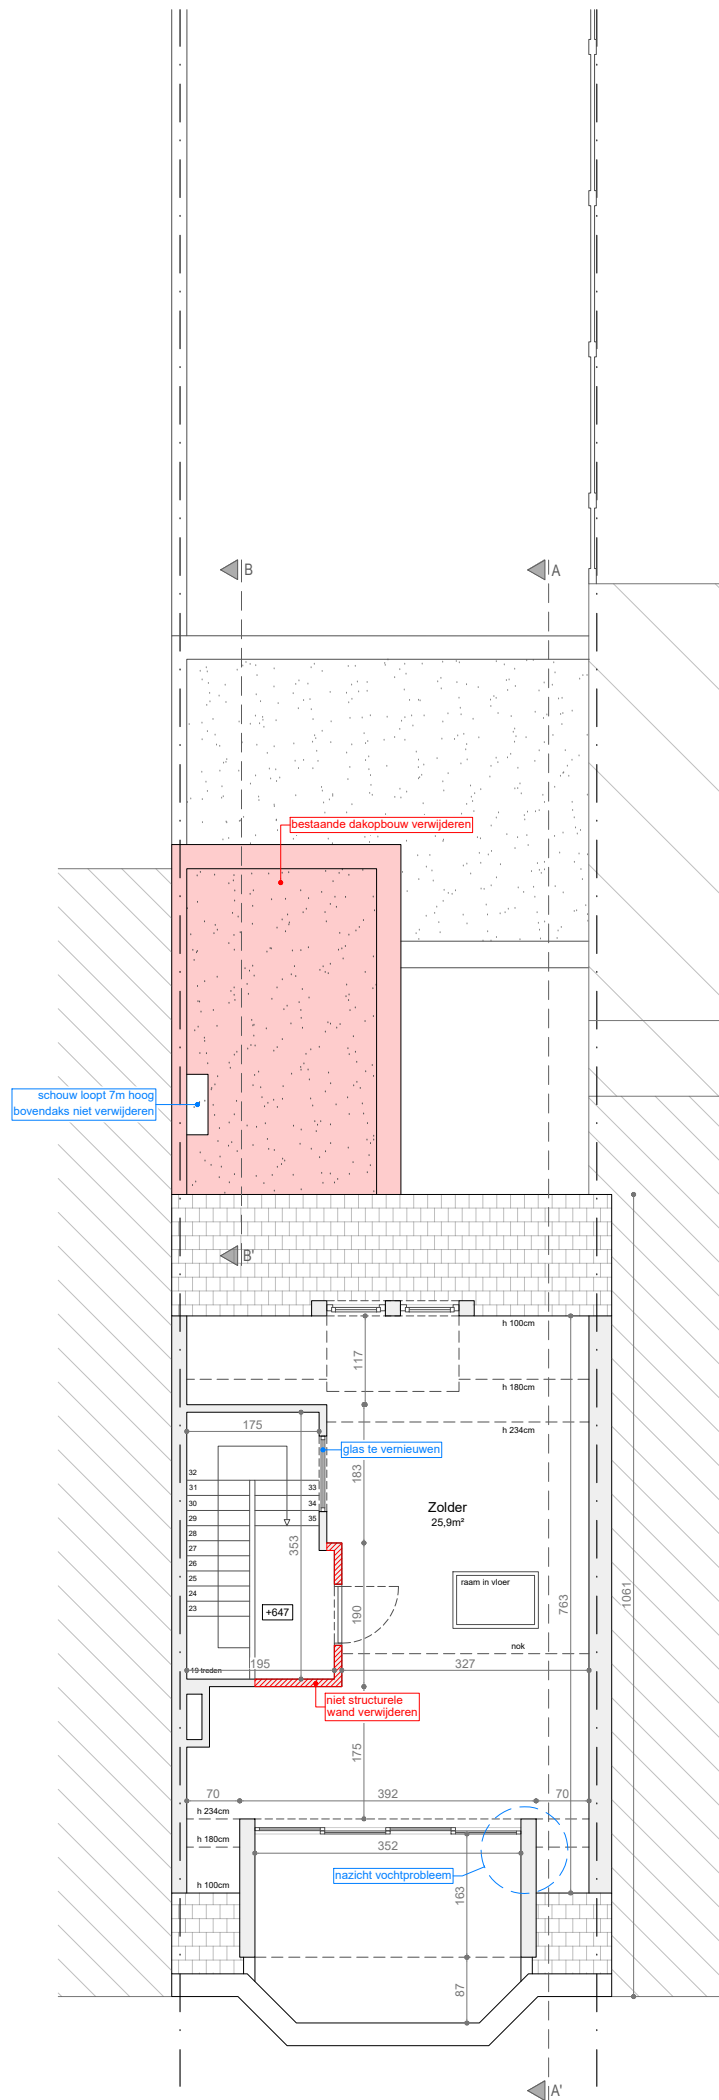 B
A
bestaande dakopbouw verwijderen
schouw loopt 7m hoog
bovendaks niet verwijderen
B'
h 100cm
117
h 180cm
h 234cm
175
glas te vernieuwen
183
32
31
30
29
28
27
26
25
24
23
33
34
35
353
Zolder
25,9m²
raam in vloer
+647
190
763
1061
nok
19 treden
195
327
niet structurele
wand verwijderen
175
70
392
70
h 234cm
h 180cm
352
nazicht vochtprobleem
h 100cm
163
87
A'